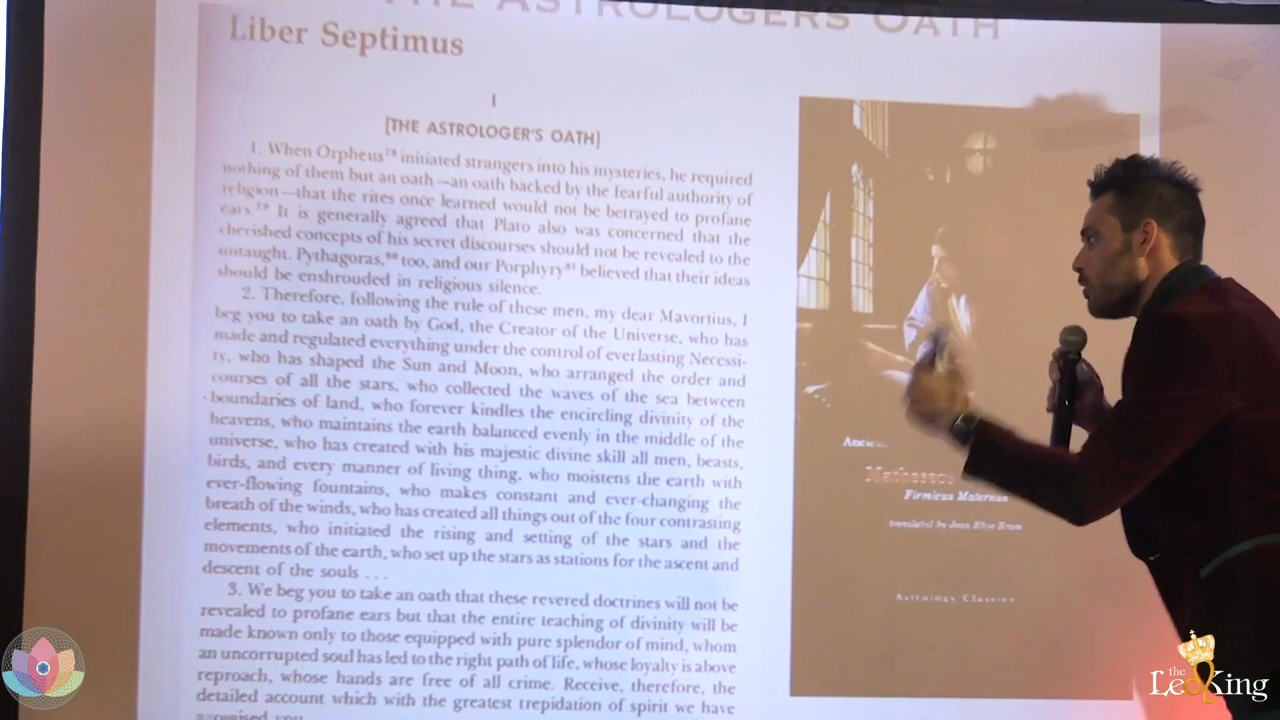 THE ASTROLOGERS OATH
Liber Septimus
I
[THE ASTROLOGER'S OATH]
1. When Orpheus⁷⁸ initiated strangers into his mysteries, he required
nothing of them but an oath—an oath backed by the fearful authority of
religion—that the rites once learned would not be betrayed to profane
ears.⁷⁹ It is generally agreed that Plato also was concerned that the
cherished concepts of his secret discourses should not be revealed to the
untaught. Pythagoras,⁸⁰ too, and our Porphyry⁸¹ believed that their ideas
should be enshrouded in religious silence.
2. Therefore, following the rule of these men, my dear Mavortius, I
beg you to take an oath by God, the Creator of the Universe, who has
made and regulated everything under the control of everlasting Necessi-
ty, who has shaped the Sun and Moon, who arranged the order and
courses of all the stars, who collected the waves of the sea between
boundaries of land, who forever kindles the encircling divinity of the
heavens, who maintains the earth balanced evenly in the middle of the
universe, who has created with his majestic divine skill all men, beasts,
birds, and every manner of living thing, who moistens the earth with
ever-flowing fountains, who makes constant and ever-changing the
breath of the winds, who has created all things out of the four contrasting
elements, who initiated the rising and setting of the stars and the
movements of the earth, who set up the stars as stations for the ascent and
descent of the souls . . .
3. We beg you to take an oath that these revered doctrines will not be
revealed to profane ears but that the entire teaching of divinity will be
made known only to those equipped with pure splendor of mind, whom
an uncorrupted soul has led to the right path of life, whose loyalty is above
reproach, whose hands are free of all crime. Receive, therefore, the
detailed account which with the greatest trepidation of spirit we have
Firmicus Maternus
translated by Jean Rhys Bram
Astrology Classics
the
Leo King